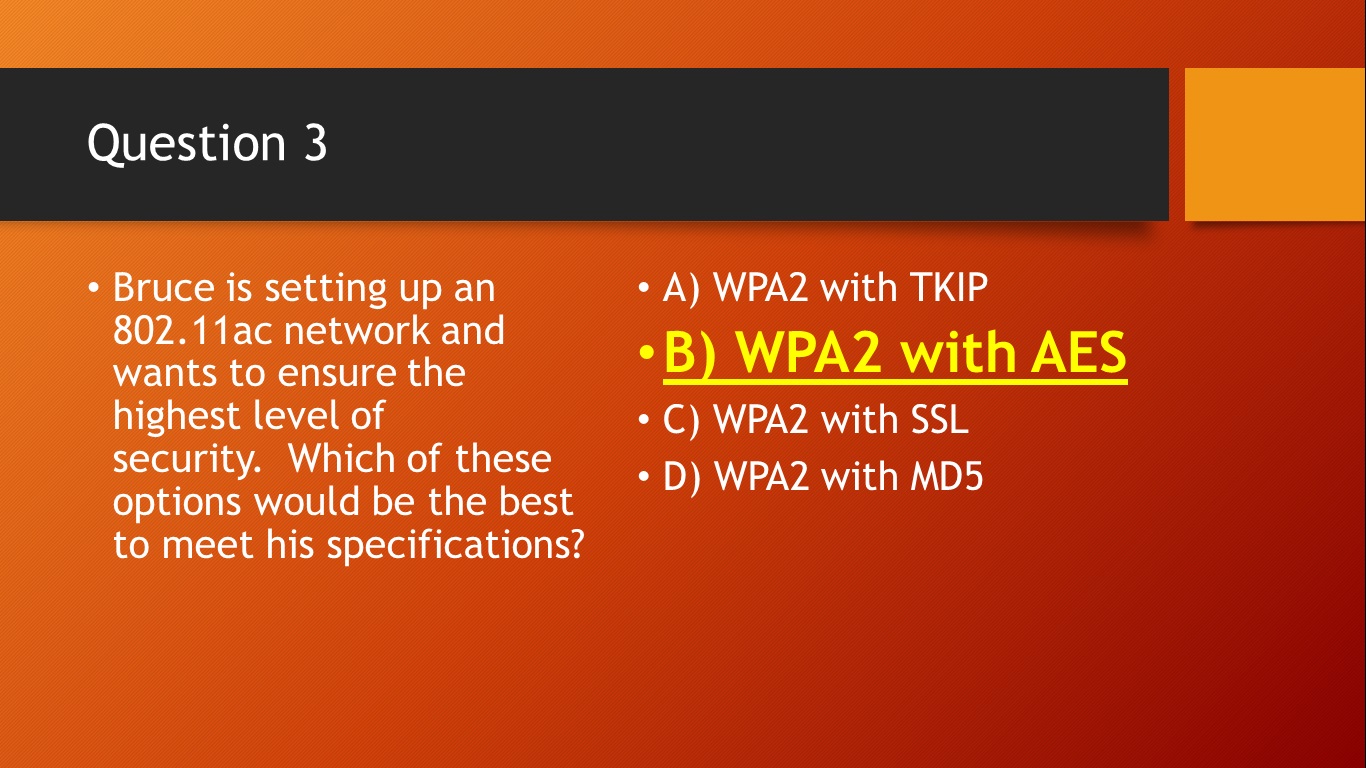 Question 3
• Bruce is setting up an
802.11ac network and
wants to ensure the
highest level of
security.  Which of these
options would be the best
to meet his specifications?
• A) WPA2 with TKIP
• B) WPA2 with AES
• C) WPA2 with SSL
• D) WPA2 with MD5